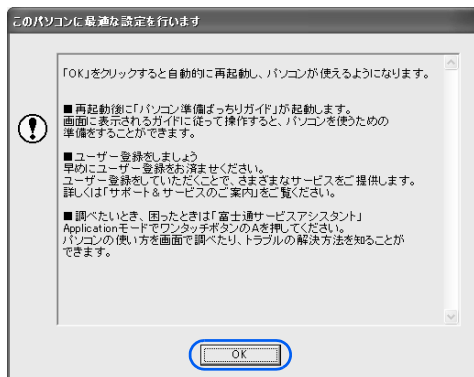 このパソコンに最適な設定を行います
「OK」をクリックすると自動的に再起動し、パソコンが使えるようになります。
■再起動後に「パソコン準備ばっちりガイド」が起動します。
画面に表示されるガイドに従って操作すると、パソコンを使うための
準備をすることができます。
■ユーザー登録をしましょう
早めにユーザー登録をお済ませください。
ユーザー登録をしていただくことで、さまざまなサービスをご提供します。
詳しくは「サポート&サービスのご案内」をご覧ください。
■調べたいとき、困ったときは「富士通サービスアシスタント」
ApplicationモードでワンタッチボタンのAを押してください。
パソコンの使い方を画面で調べたり、トラブルの解決方法を知ることが
できます。
OK